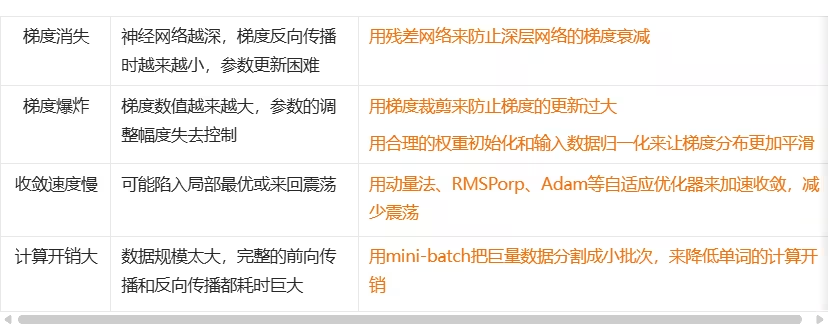 梯度消失
神经网络越深，梯度反向传播
时越来越小，参数更新困难
用残差网络来防止深层网络的梯度衰减
梯度爆炸
梯度数值越来越大，参数的调
整幅度失去控制
用梯度裁剪来防止梯度的更新过大
用合理的权重初始化和输入数据归一化来让梯度分布更加平滑
收敛速度慢
可能陷入局部最优或来回震荡
用动量法、RMSPorp、Adam等自适应优化器来加速收敛，减
少震荡
计算开销大
数据规模太大，完整的前向传
播和反向传播都耗时巨大
用mini-batch把巨量数据分割成小批次，来降低单词的计算开
销